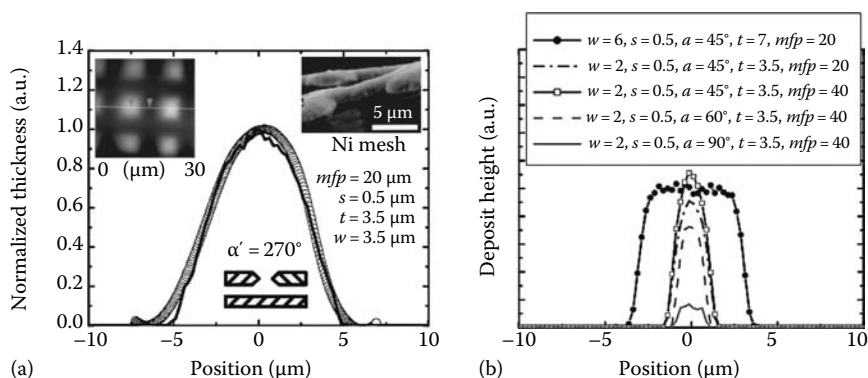 Normalized thickness (a.u.)
1.4
1.2
1.0
0.8
0.6
0.4
0.2
0.0
0 (μm) 30
5 μm
Ni mesh
mfp = 20 μm
s = 0.5 μm
t = 3.5 μm
w = 3.5 μm
α′ = 270°
−10 −5 0 5 10
Position (μm)
(a)
Deposit height (a.u.)
w = 6, s = 0.5, a = 45°, t = 7, mfp = 20
w = 2, s = 0.5, a = 45°, t = 3.5, mfp = 20
w = 2, s = 0.5, a = 45°, t = 3.5, mfp = 40
w = 2, s = 0.5, a = 60°, t = 3.5, mfp = 40
w = 2, s = 0.5, a = 90°, t = 3.5, mfp = 40
−10 −5 0 5 10
Position (μm)
(b)